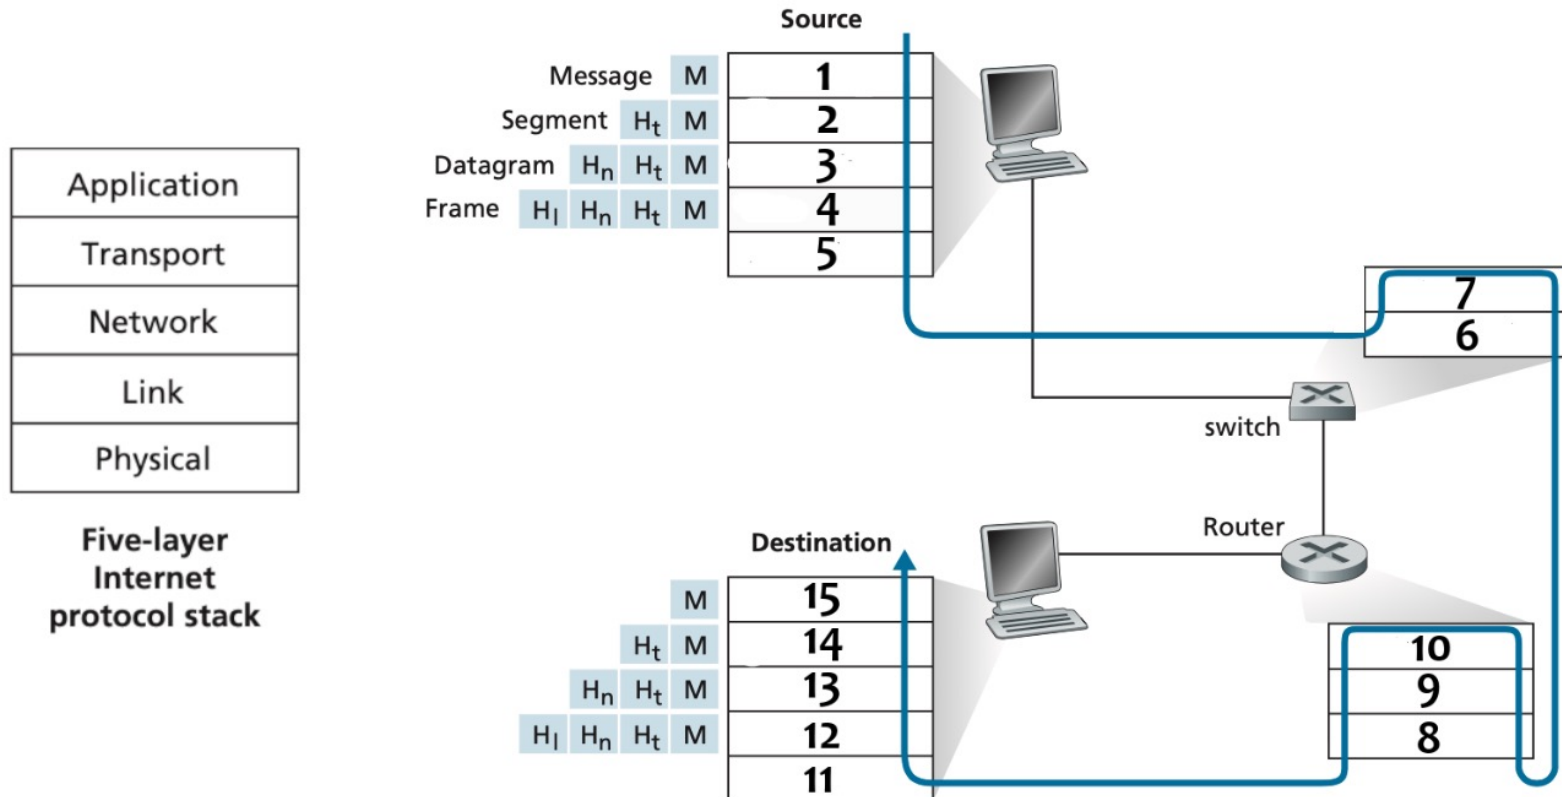 Application
Transport
Network
Link
Physical
Five-layer
Internet
protocol stack
Source
Message M 1
Segment Ht M 2
Datagram Hn Ht M 3
Frame Hl Hn Ht M 4
5
7
6
switch
Router
Destination
M 15
Ht M 14
Hn Ht M 13
Hl Hn Ht M 12
11
10
9
8